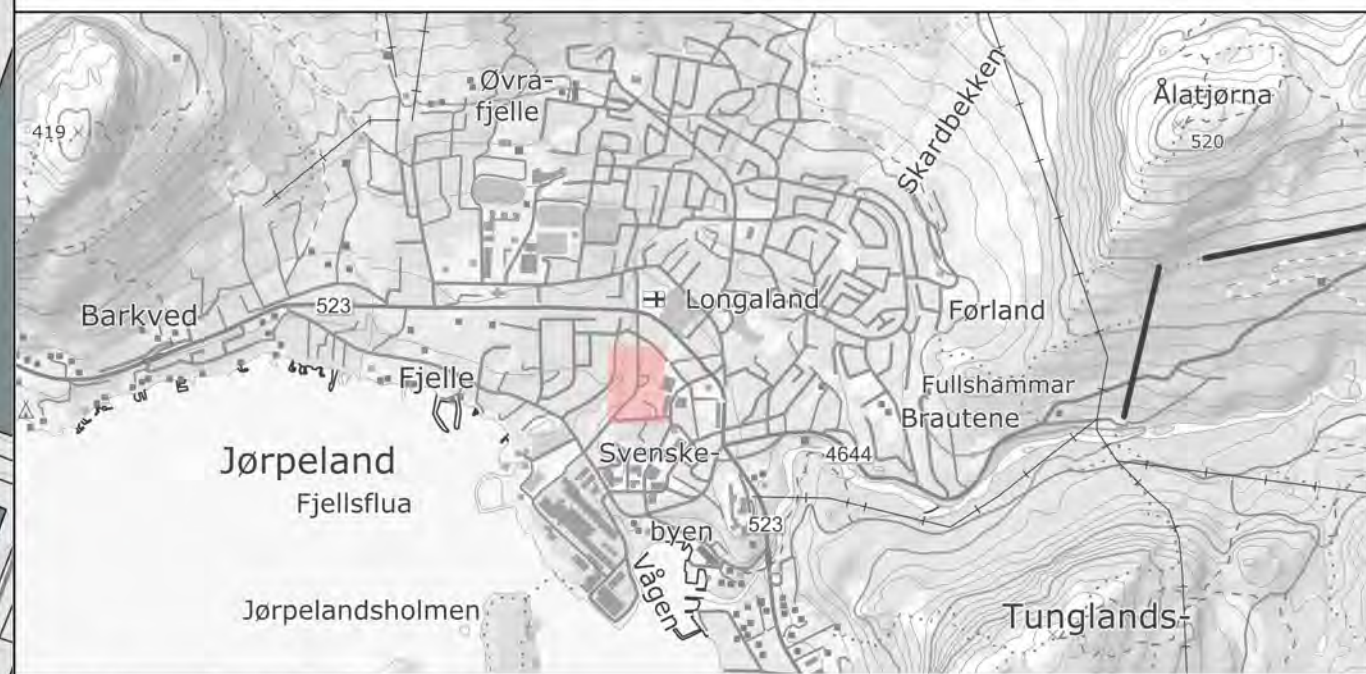 Øvra-
fjelle
Skardbekken
Ålatjørna
520
419
Barkved
523
Longaland
Førland
Fjelle
Fullshammar
Brautene
Jørpeland
Fjellsflua
Svenske-
byen
4644
523
Vågen
Jørpelandsholmen
Tunglands-